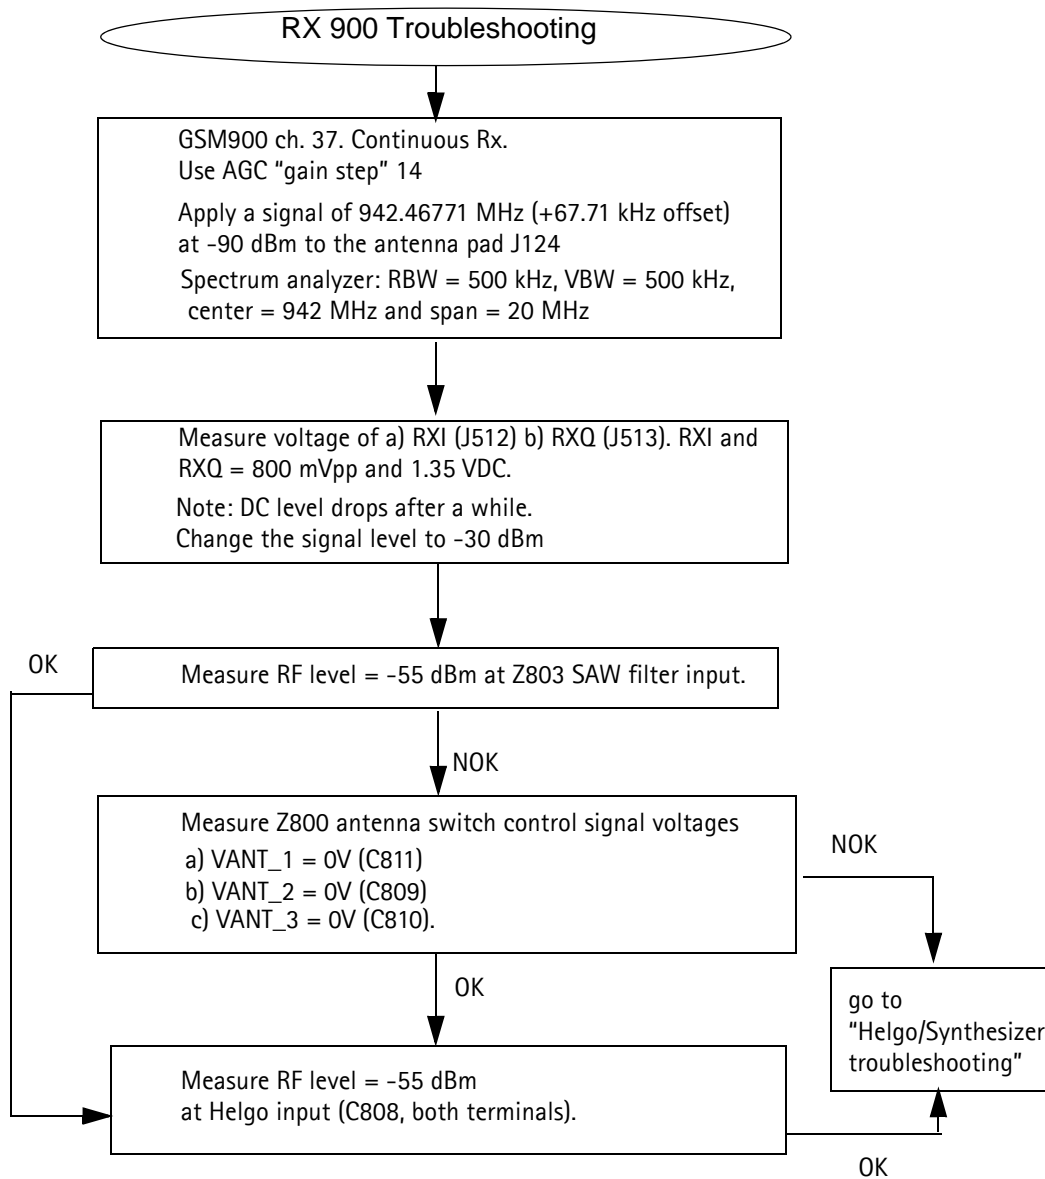 RX 900 Troubleshooting
GSM900 ch. 37. Continuous Rx.
Use AGC “gain step” 14
Apply a signal of 942.46771 MHz (+67.71 kHz offset)
at -90 dBm to the antenna pad J124
Spectrum analyzer: RBW = 500 kHz, VBW = 500 kHz,
center = 942 MHz and span = 20 MHz
Measure voltage of a) RXI (J512) b) RXQ (J513). RXI and
RXQ = 800 mVpp and 1.35 VDC.
Note: DC level drops after a while.
Change the signal level to -30 dBm
OK
Measure RF level = -55 dBm at Z803 SAW filter input.
NOK
Measure Z800 antenna switch control signal voltages
a) VANT_1 = 0V (C811)
b) VANT_2 = 0V (C809)
c) VANT_3 = 0V (C810).
NOK
OK
go to
"Helgo/Synthesizer
troubleshooting"
Measure RF level = -55 dBm
at Helgo input (C808, both terminals).
OK